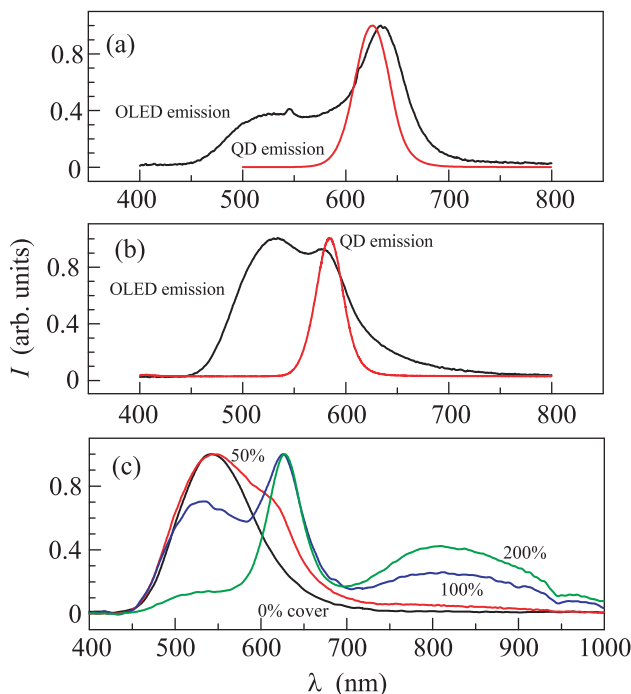 (a)
0.8
0.4
0
OLED emission
QD emission
400 500 600 700 800
(b)
0.8
0.4
0
QD emission
OLED emission
400 500 600 700 800
I (arb. units)
(c)
0.8
0.4
0
50%
200%
100%
0% cover
400 500 600 700 800 900 1000
λ (nm)